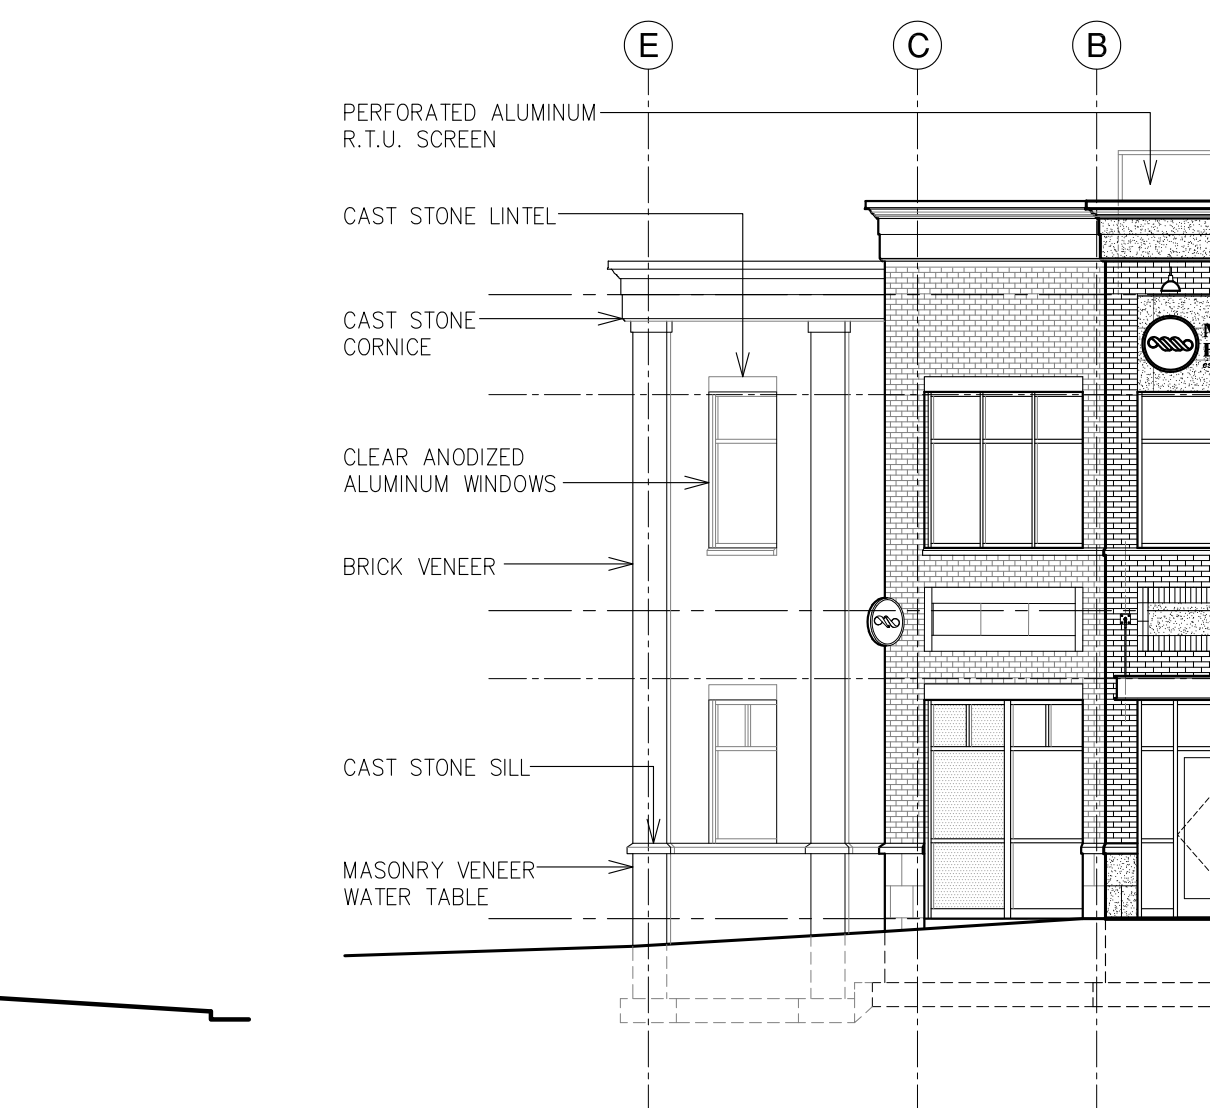 E
C
B
PERFORATED ALUMINUM
R.T.U. SCREEN
CAST STONE LINTEL
CAST STONE
CORNICE
CLEAR ANODIZED
ALUMINUM WINDOWS
BRICK VENEER
CAST STONE SILL
MASONRY VENEER
WATER TABLE